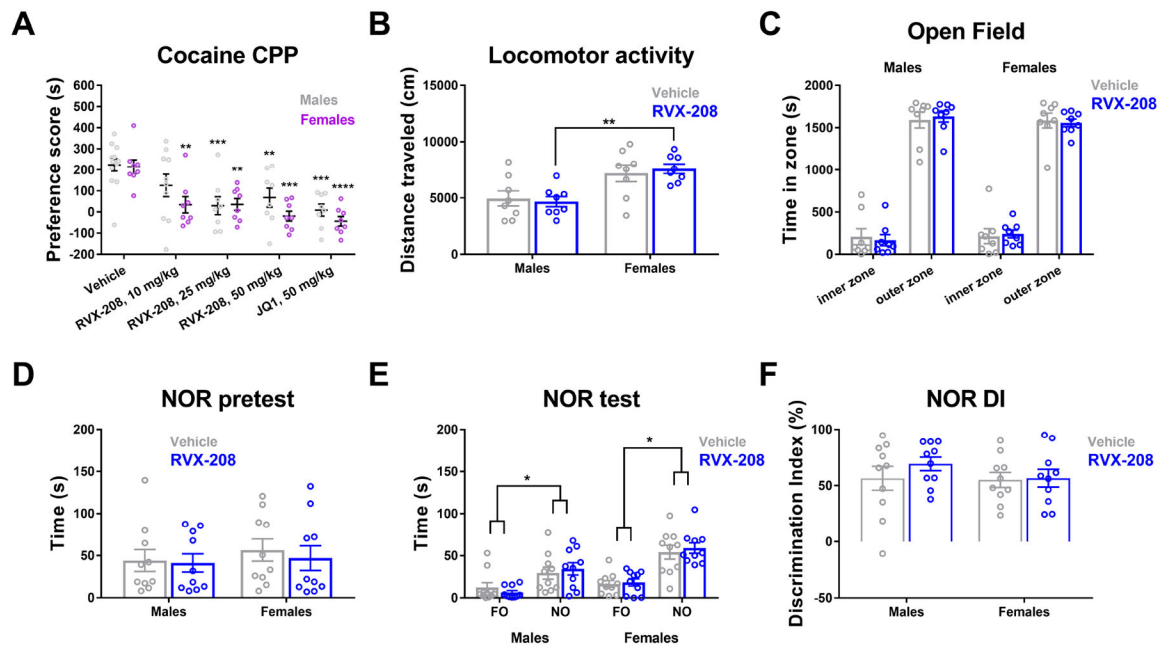 A
Cocaine CPP
Preference score (s)
600
500
400
300
200
100
0
-100
-200
Males
Females
**
***
**
**
***
***
****
Vehicle
RVX-208, 10 mg/kg
RVX-208, 25 mg/kg
RVX-208, 50 mg/kg
JQ1, 50 mg/kg
B
Locomotor activity
Distance traveled (cm)
15000
10000
5000
0
Vehicle
RVX-208
**
Males
Females
C
Open Field
Males
Females
Vehicle
RVX-208
Time in zone (s)
2000
1500
1000
500
0
inner zone
outer zone
inner zone
outer zone
D
NOR pretest
Vehicle
RVX-208
Time (s)
200
150
100
50
0
Males
Females
E
NOR test
Vehicle
RVX-208
Time (s)
200
150
100
50
0
*
*
FO
NO
FO
NO
Males
Females
F
NOR DI
Vehicle
RVX-208
Discrimination Index (%)
100
50
0
-50
Males
Females